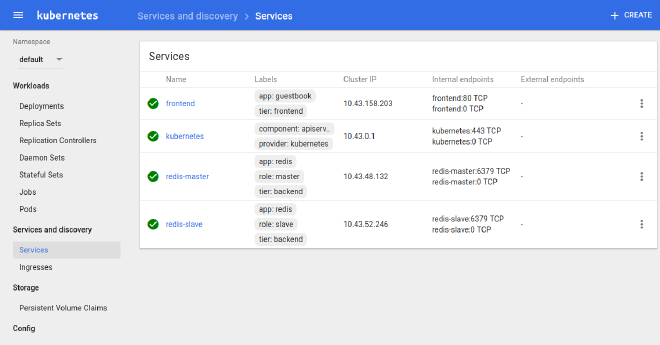 kubernetes
Services and discovery > Services
+ CREATE
Namespace
default
Workloads
Deployments
Replica Sets
Replication Controllers
Daemon Sets
Stateful Sets
Jobs
Pods
Services and discovery
Services
Ingresses
Storage
Persistent Volume Claims
Config
Services
Name Labels Cluster IP Internal endpoints External endpoints
frontend
app: guestbook
tier: frontend
10.43.158.203
frontend:80 TCP
frontend:0 TCP
-
kubernetes
component: apiserv..
provider: kubernetes
10.43.0.1
kubernetes:443 TCP
kubernetes:0 TCP
-
redis-master
app: redis
role: master
tier: backend
10.43.48.132
redis-master:6379 TCP
redis-master:0 TCP
-
redis-slave
app: redis
role: slave
tier: backend
10.43.52.246
redis-slave:6379 TCP
redis-slave:0 TCP
-